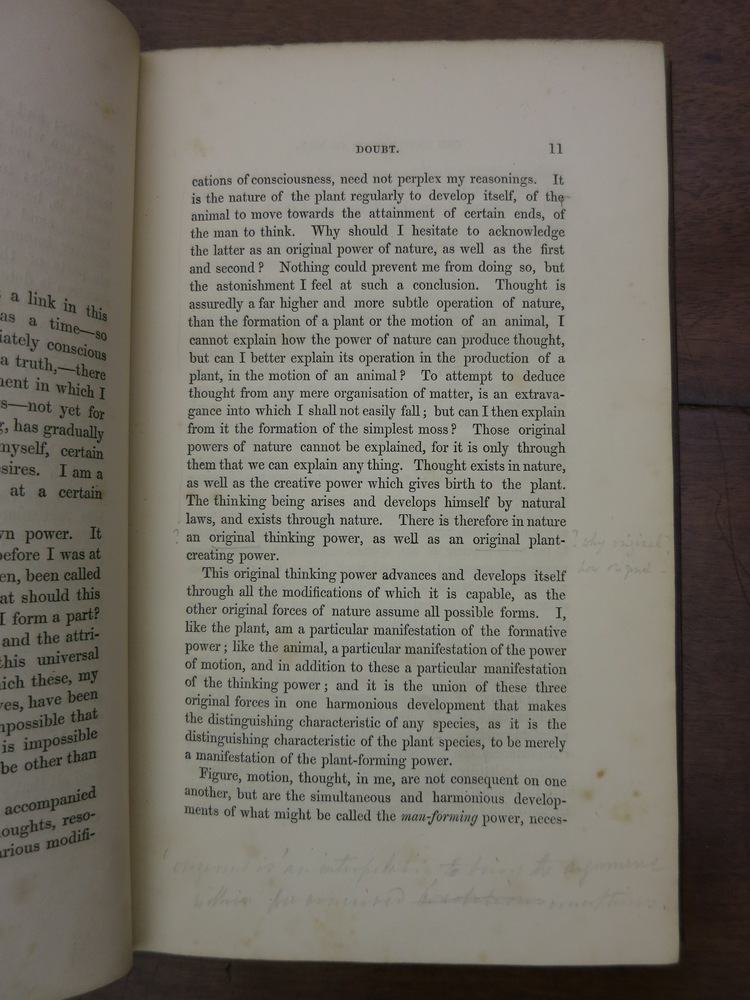 a link in this
as a time—so
iately conscious
a truth,—there
ment in which I
s—not yet for
g, has gradually
myself, certain
sires. I am a
at a certain
vn power. It
before I was at
en, been called
at should this
I form a part?
and the attri-
this universal
hich these, my
ves, have been
npossible that
is impossible
be other than
accompanied
noughts, reso-
arious modifi-
DOUBT. 11
cations of consciousness, need not perplex my reasonings. It
is the nature of the plant regularly to develop itself, of the
animal to move towards the attainment of certain ends, of
the man to think. Why should I hesitate to acknowledge
the latter as an original power of nature, as well as the first
and second? Nothing could prevent me from doing so, but
the astonishment I feel at such a conclusion. Thought is
assuredly a far higher and more subtle operation of nature,
than the formation of a plant or the motion of an animal, I
cannot explain how the power of nature can produce thought,
but can I better explain its operation in the production of a
plant, in the motion of an animal? To attempt to deduce
thought from any mere organisation of matter, is an extrava-
gance into which I shall not easily fall; but can I then explain
from it the formation of the simplest moss? Those original
powers of nature cannot be explained, for it is only through
them that we can explain any thing. Thought exists in nature,
as well as the creative power which gives birth to the plant.
The thinking being arises and develops himself by natural
laws, and exists through nature. There is therefore in nature
? an original thinking power, as well as an original plant-
creating power.
? why original
how original
This original thinking power advances and develops itself
through all the modifications of which it is capable, as the
other original forces of nature assume all possible forms. I,
like the plant, am a particular manifestation of the formative
power; like the animal, a particular manifestation of the power
of motion, and in addition to these a particular manifestation
of the thinking power; and it is the union of these three
original forces in one harmonious development that makes
the distinguishing characteristic of any species, as it is the
distinguishing characteristic of the plant species, to be merely
a manifestation of the plant-forming power.
Figure, motion, thought, in me, are not consequent on one
another, but are the simultaneous and harmonious develop-
ments of what might be called the man-forming power, neces-
is an to bring the argument
within